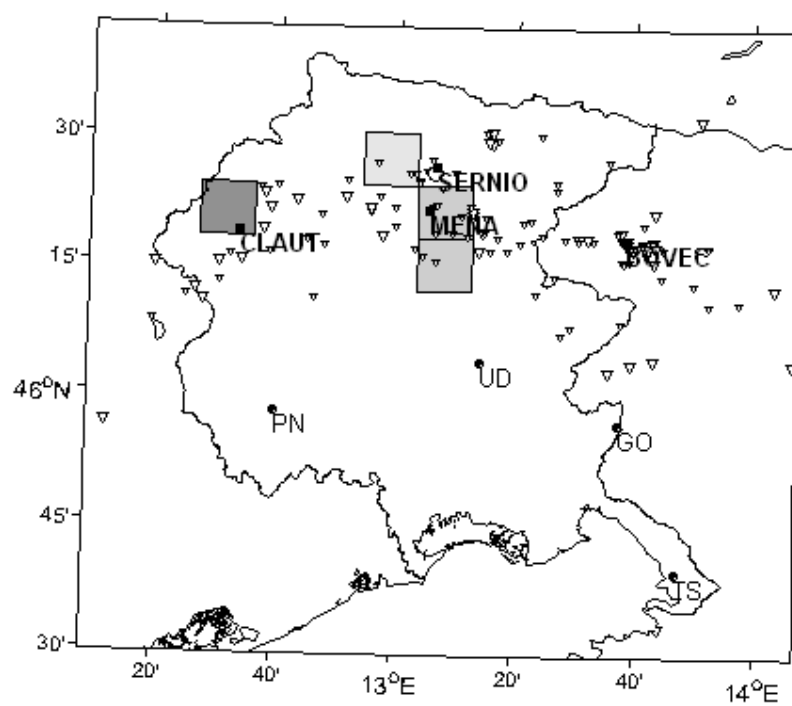 30'
SERNIO
MENA
CLAUT
BOVEC
15'
UD
46°N
PN
GO
45'
TS
30'
20'
40'
13°E
20'
40'
14°E